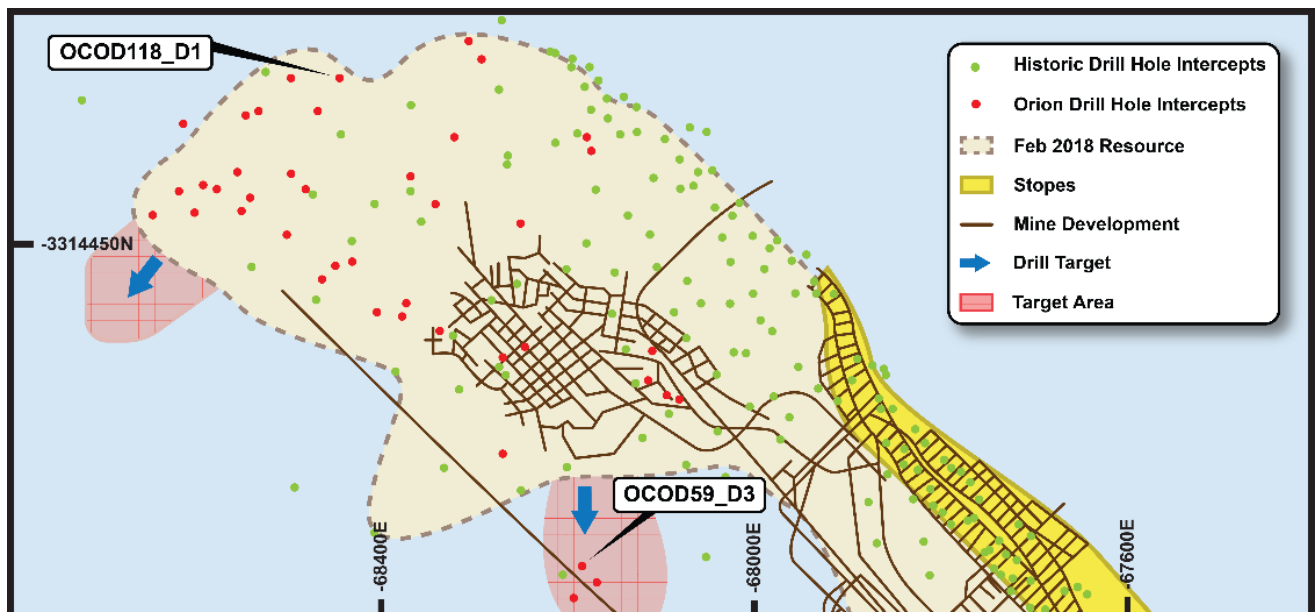 OCOD118_D1
Historic Drill Hole Intercepts
Orion Drill Hole Intercepts
Feb 2018 Resource
Stopes
Mine Development
Drill Target
Target Area
-3314450N
OCOD59_D3
-68400E
-68000E
-67600E